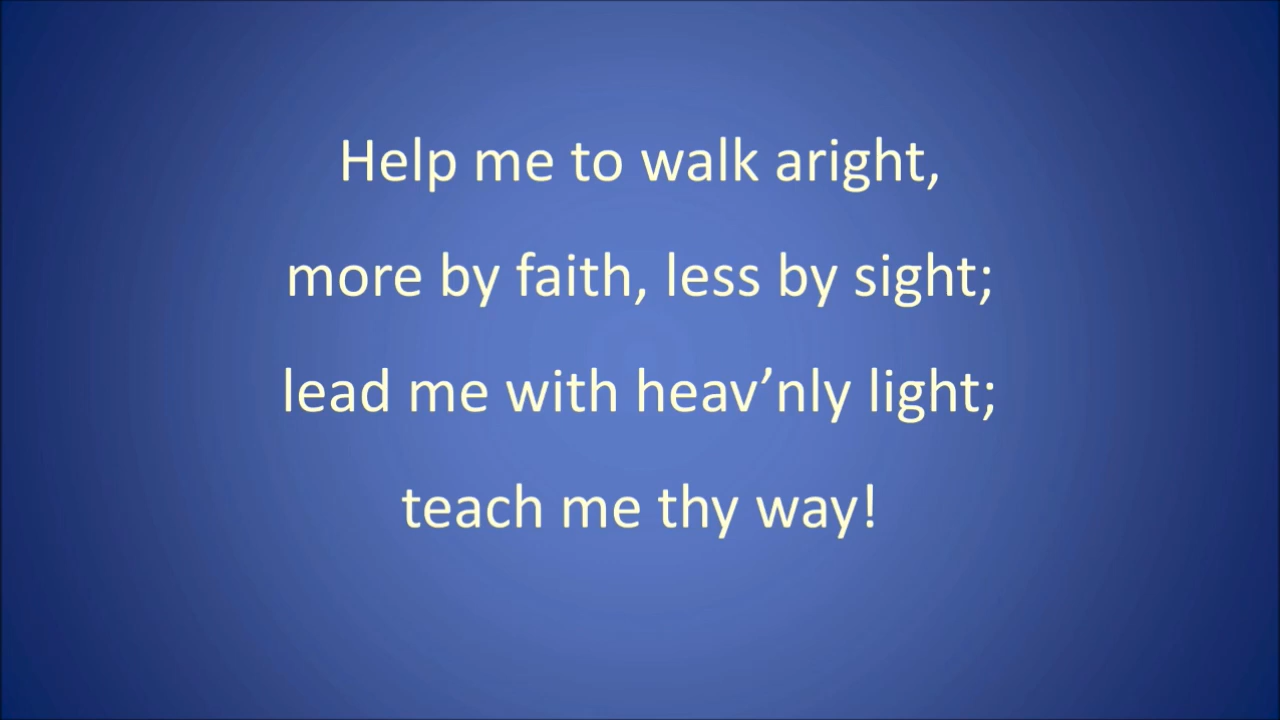 Help me to walk aright,
more by faith, less by sight;
lead me with heav’nly light;
teach me thy way!